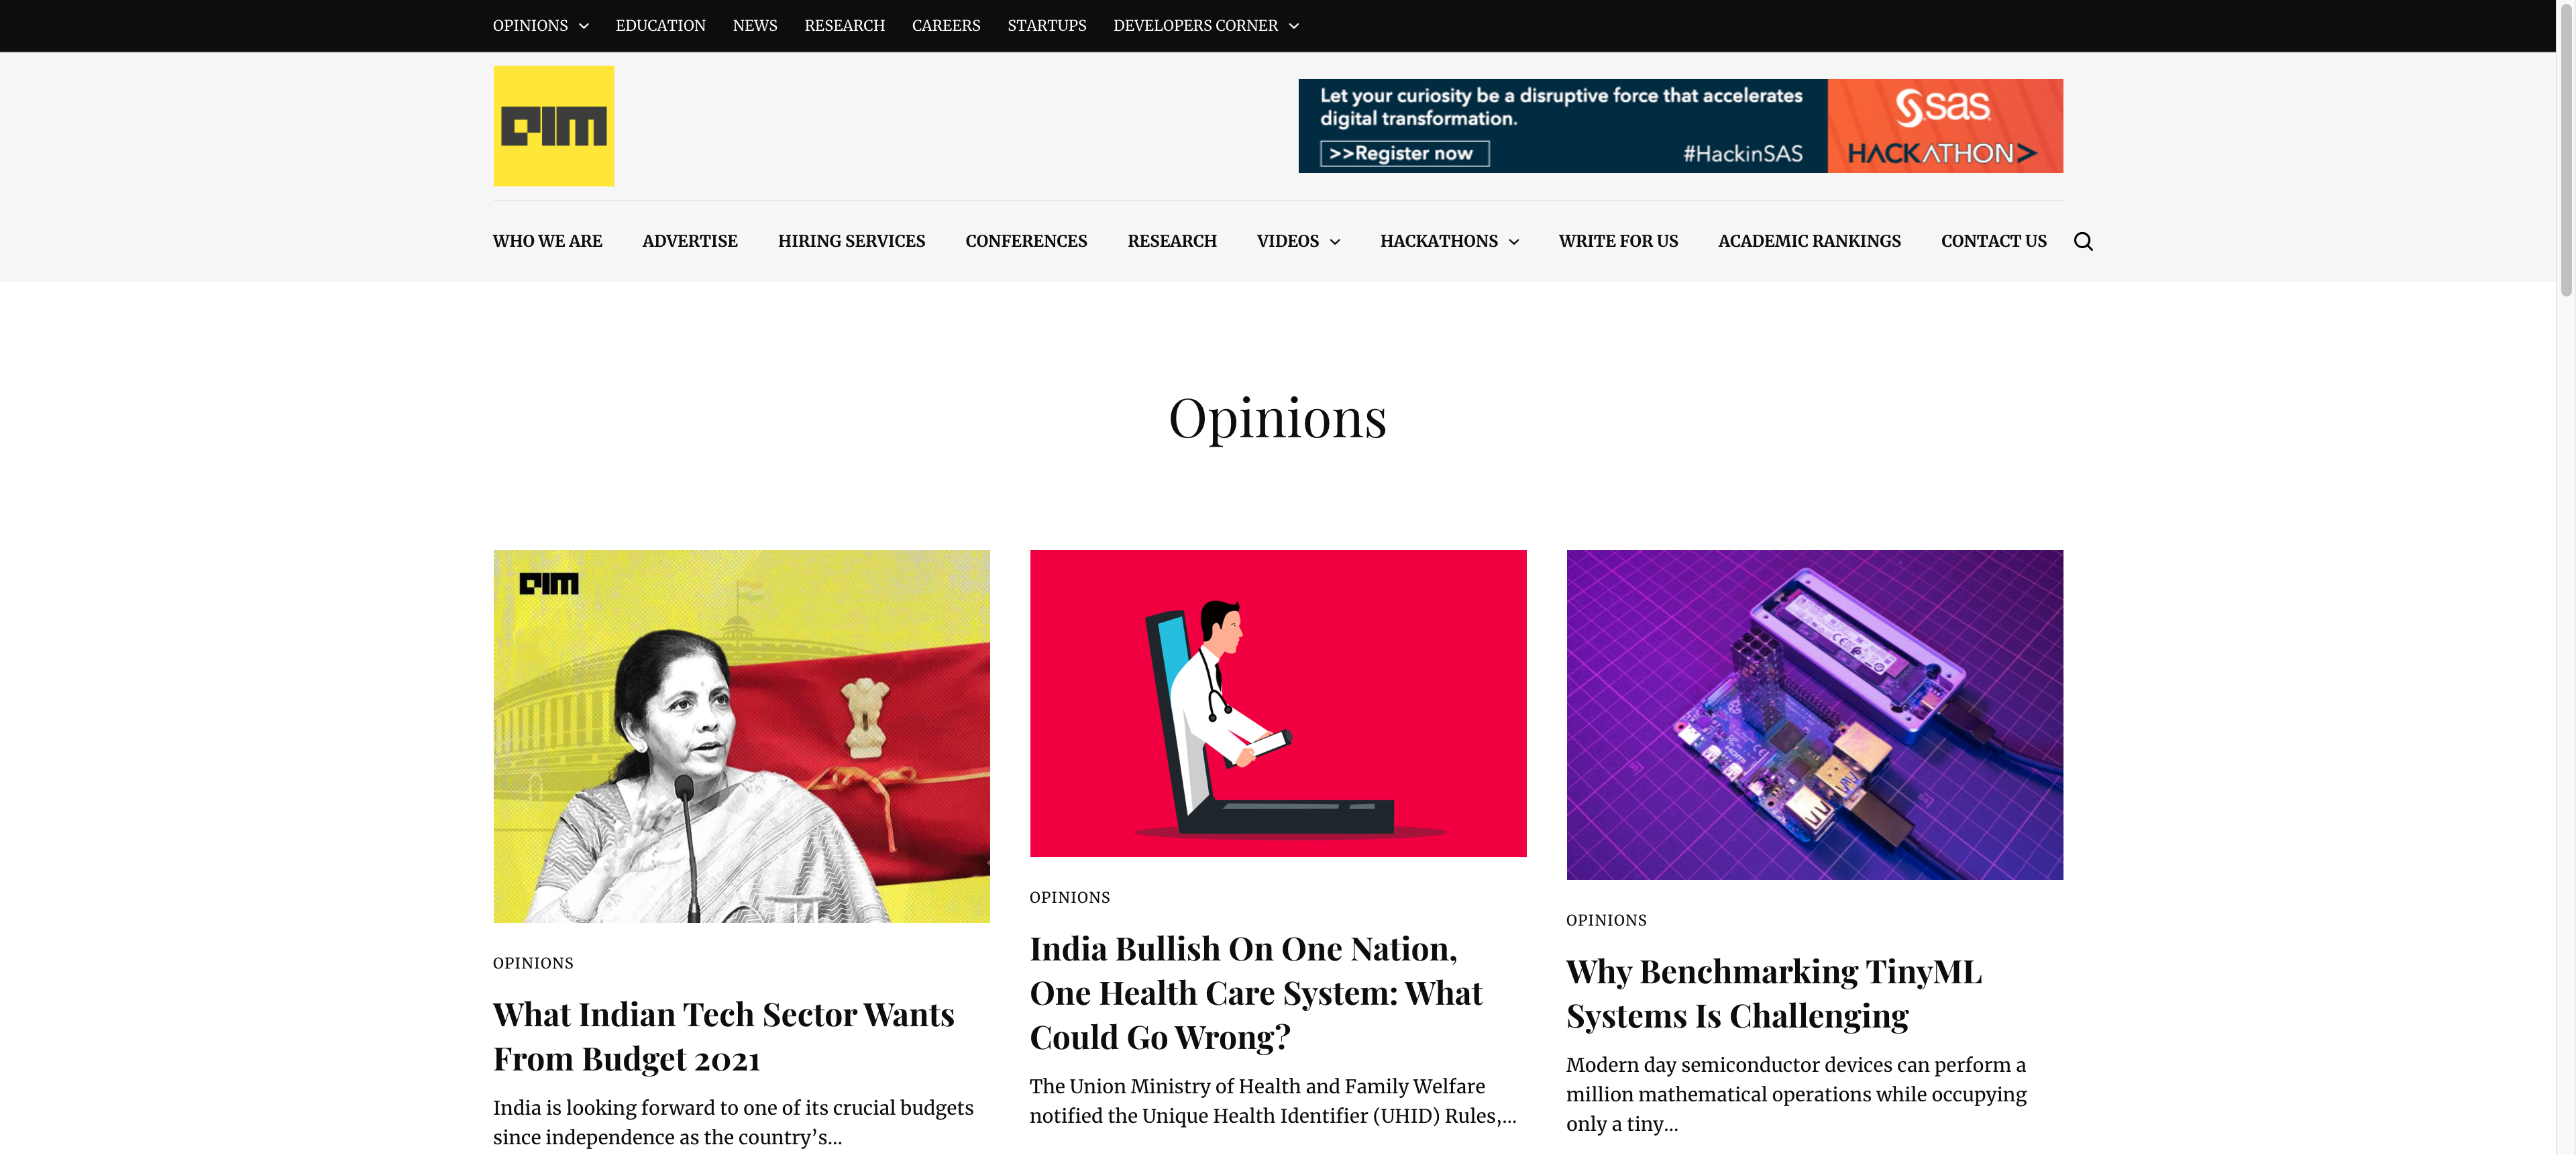 OPINIONS EDUCATION NEWS RESEARCH CAREERS STARTUPS DEVELOPERS CORNER
aim
Let your curiosity be a disruptive force that accelerates
digital transformation.
>>Register now
#HackinSAS
sas
HACKATHON>
WHO WE ARE ADVERTISE HIRING SERVICES CONFERENCES RESEARCH VIDEOS HACKATHONS WRITE FOR US ACADEMIC RANKINGS CONTACT US
Opinions
aim
OPINIONS
What Indian Tech Sector Wants
From Budget 2021
India is looking forward to one of its crucial budgets
since independence as the country’s...
OPINIONS
India Bullish On One Nation,
One Health Care System: What
Could Go Wrong?
The Union Ministry of Health and Family Welfare
notified the Unique Health Identifier (UHID) Rules,...
OPINIONS
Why Benchmarking TinyML
Systems Is Challenging
Modern day semiconductor devices can perform a
million mathematical operations while occupying
only a tiny...